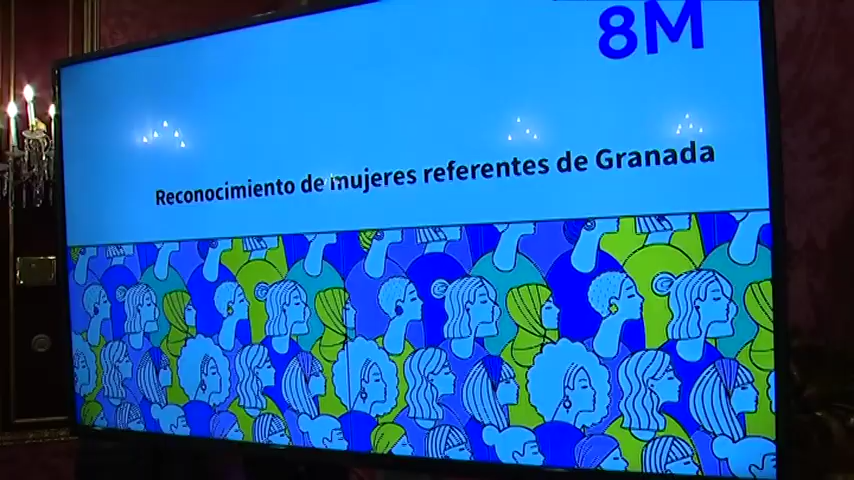 8M
Reconocimiento de mujeres referentes de Granada